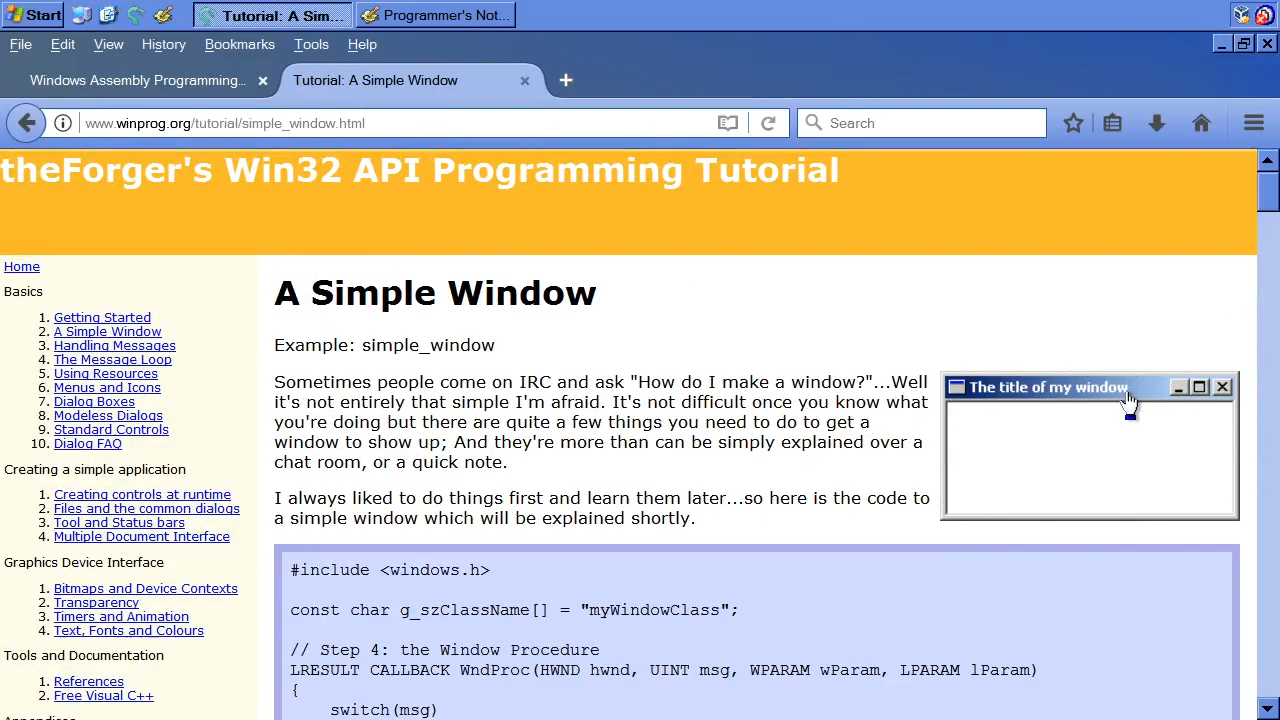 Start
Tutorial: A Sim...
Programmer's Not...
File Edit View History Bookmarks Tools Help
Windows Assembly Programming...
Tutorial: A Simple Window
www.winprog.org/tutorial/simple_window.html
Search
theForger's Win32 API Programming Tutorial
Home
Basics
1. Getting Started
2. A Simple Window
3. Handling Messages
4. The Message Loop
5. Using Resources
6. Menus and Icons
7. Dialog Boxes
8. Modeless Dialogs
9. Standard Controls
10. Dialog FAQ
Creating a simple application
1. Creating controls at runtime
2. Files and the common dialogs
3. Tool and Status bars
4. Multiple Document Interface
Graphics Device Interface
1. Bitmaps and Device Contexts
2. Transparency
3. Timers and Animation
4. Text, Fonts and Colours
Tools and Documentation
1. References
2. Free Visual C++
A Simple Window
Example: simple_window
Sometimes people come on IRC and ask "How do I make a window?"...Well
it's not entirely that simple I'm afraid. It's not difficult once you know what
you're doing but there are quite a few things you need to do to get a
window to show up; And they're more than can be simply explained over a
chat room, or a quick note.
The title of my window
I always liked to do things first and learn them later...so here is the code to
a simple window which will be explained shortly.
#include <windows.h>
const char g_szClassName[] = "myWindowClass";
// Step 4: the Window Procedure
LRESULT CALLBACK WndProc(HWND hwnd, UINT msg, WPARAM wParam, LPARAM lParam)
{
switch(msg)